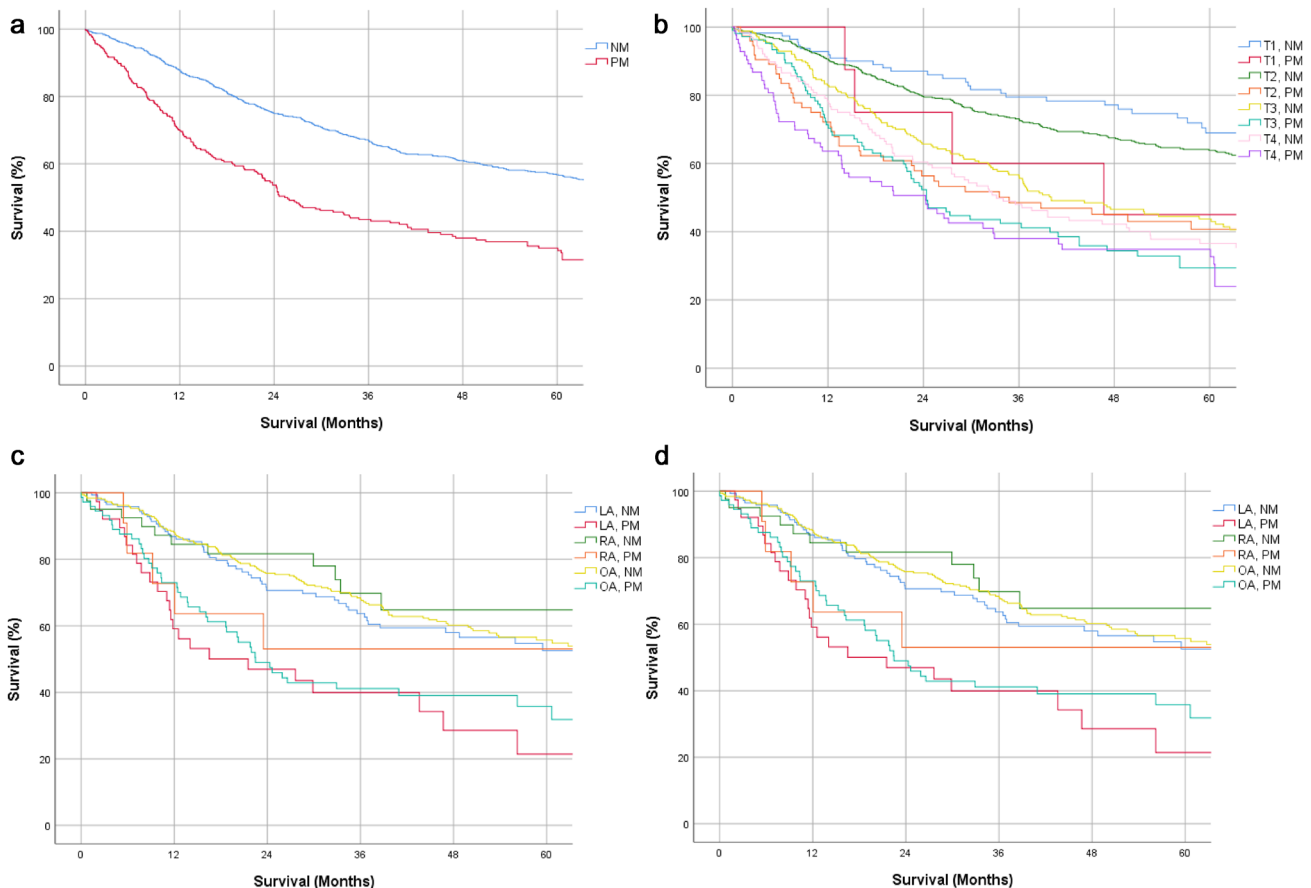 a
NM
PM
100
80
60
40
20
0
Survival (%)
0 12 24 36 48 60
Survival (Months)
b
T1, NM
T1, PM
T2, NM
T2, PM
T3, NM
T3, PM
T4, NM
T4, PM
100
80
60
40
20
0
Survival (%)
0 12 24 36 48 60
Survival (Months)
c
LA, NM
LA, PM
RA, NM
RA, PM
OA, NM
OA, PM
100
80
60
40
20
0
Survival (%)
0 12 24 36 48 60
Survival (Months)
d
LA, NM
LA, PM
RA, NM
RA, PM
OA, NM
OA, PM
100
80
60
40
20
0
Survival (%)
0 12 24 36 48 60
Survival (Months)